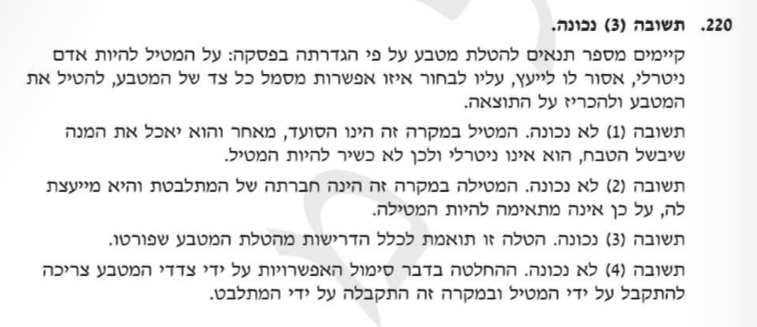 220. תשובה (3) נכונה.
קיימים מספר תנאים להטלת מטבע על פי הגדרתה בפסקה: על המטיל להיות אדם
ניטרלי, אסור לו לייעץ, עליו לבחור איזו אפשרות מסמל כל צד של המטבע, להטיל את
המטבע ולהכריז על התוצאה.
תשובה (1) לא נכונה. המטיל במקרה זה הינו הסועד, מאחר והוא יאכל את המנה
שיבשל הטבח, הוא אינו ניטרלי ולכן לא כשיר להיות המטיל.
תשובה (2) לא נכונה. המטילה במקרה זה הינה חברתה של המתלבטת והיא מייעצת
לה, על כן אינה מתאימה להיות המטילה.
תשובה (3) נכונה. הטלה זו תואמת לכלל הדרישות מהטלת המטבע שפורטו.
תשובה (4) לא נכונה. ההחלטה בדבר סימול האפשרויות על ידי צדדי המטבע צריכה
להתקבל על ידי המטיל ובמקרה זה התקבלה על ידי המתלבט.